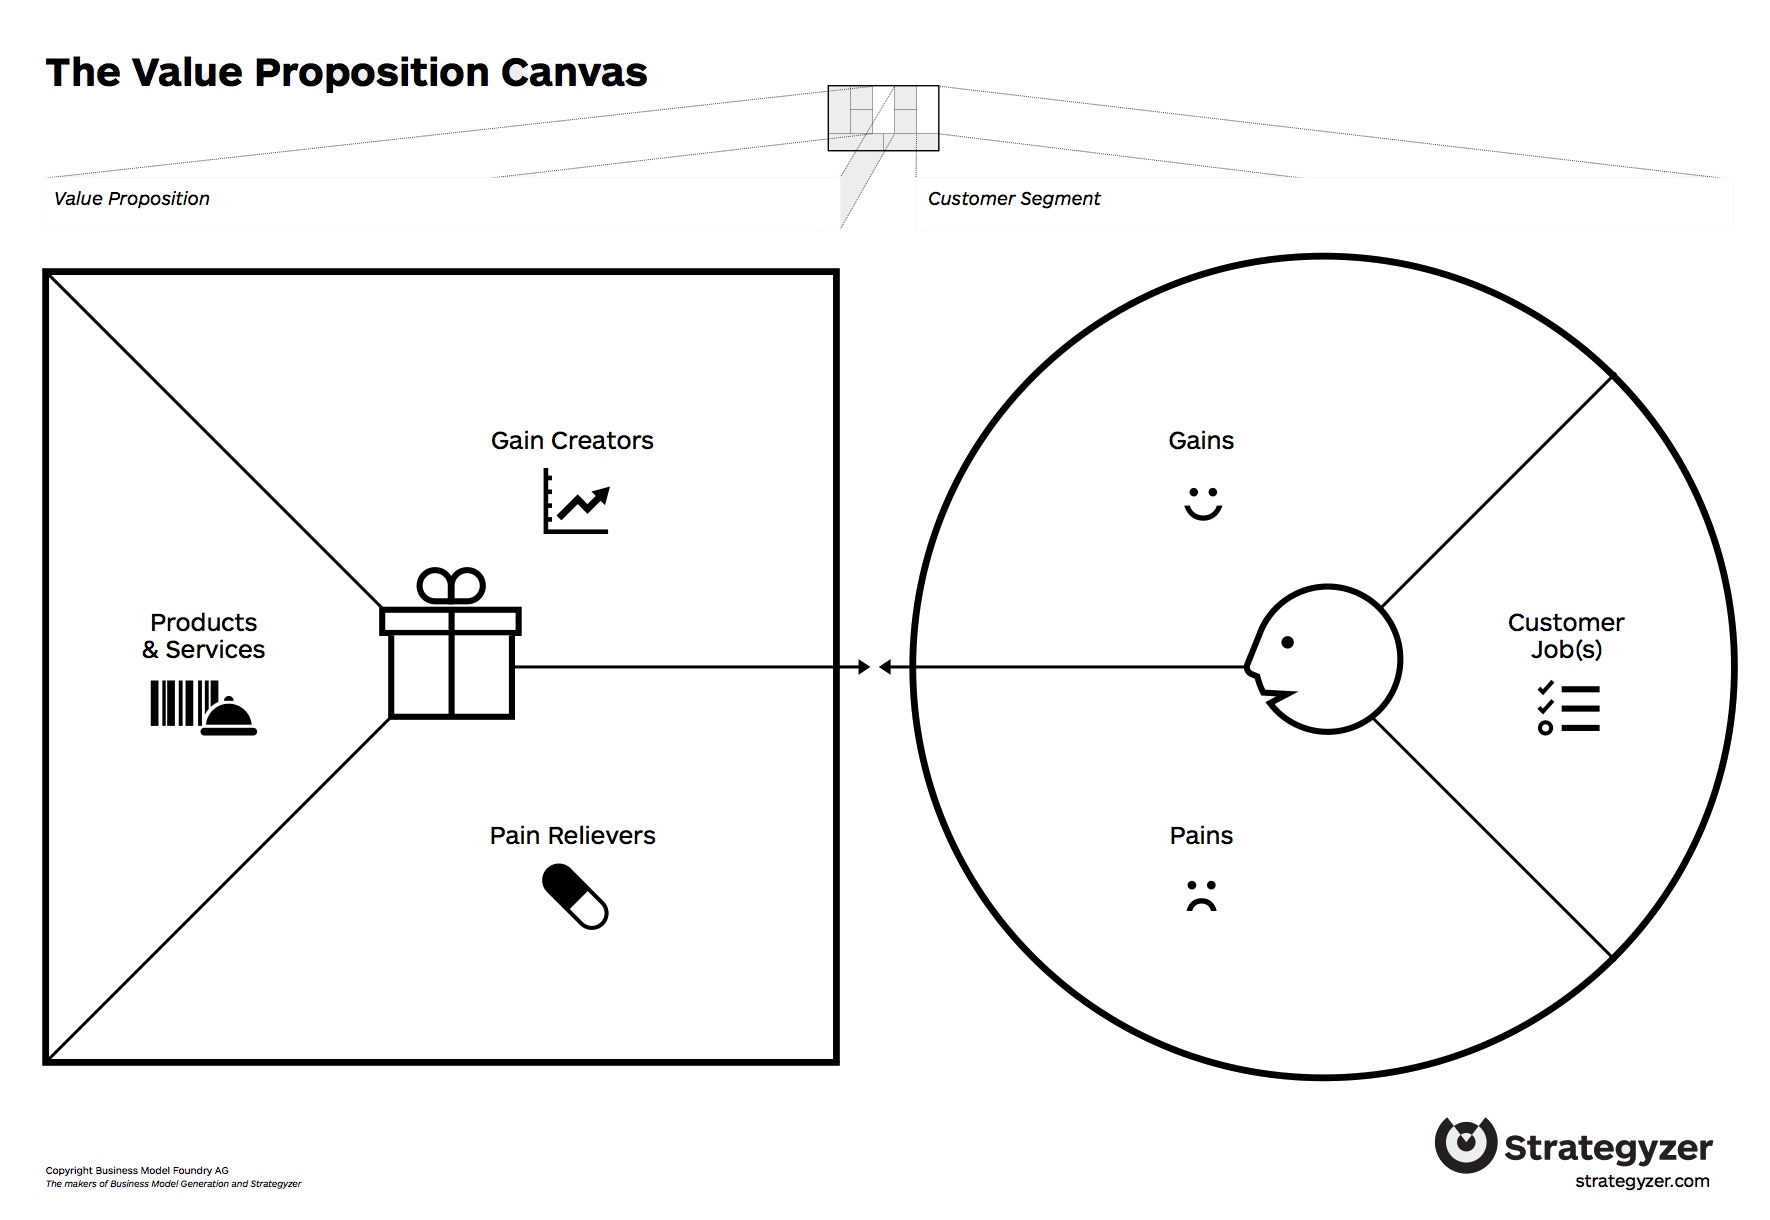 The Value Proposition Canvas
Value Proposition
Customer Segment
Gain Creators
Gains
Products
& Services
Customer
Job(s)
Pain Relievers
Pains
Copyright Business Model Foundry AG
The makers of Business Model Generation and Strategyzer
Strategyzer
strategyzer.com